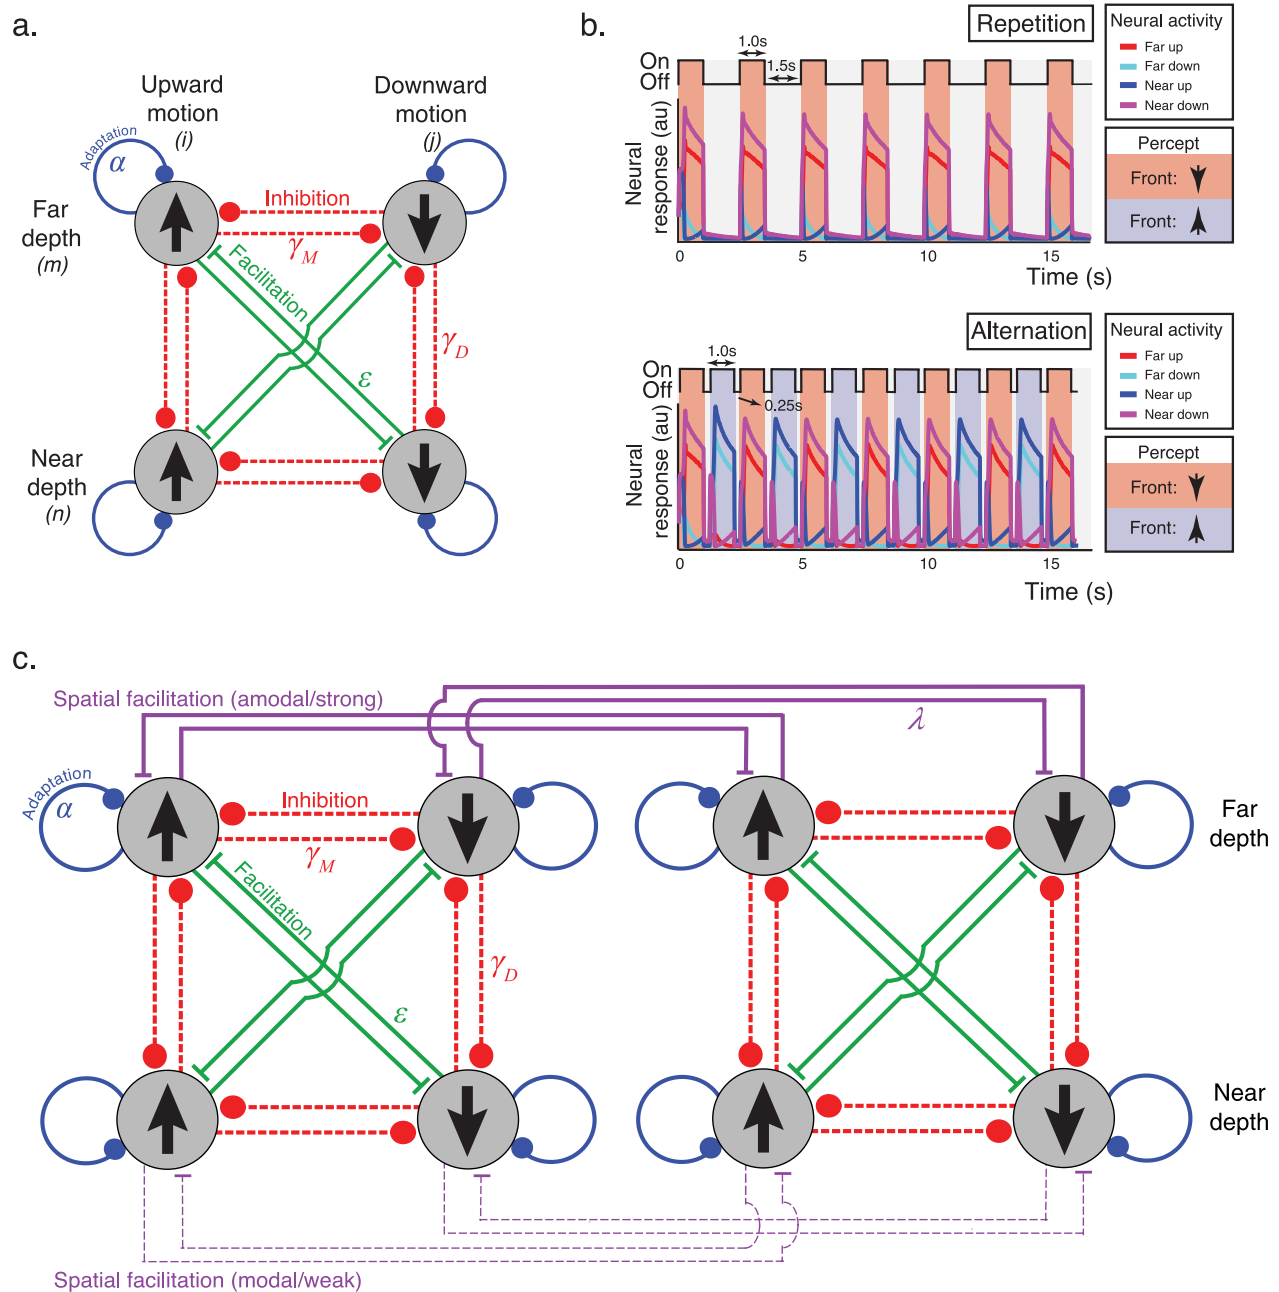 a.
Upward
motion
(i)
Downward
motion
(j)
Adaptation
α
Far
depth
(m)
Inhibition
γM
Facilitation
γD
ε
Near
depth
(n)
b.
Repetition
1.0s
1.5s
On
Off
Neural
response (au)
0
5
10
15
Time (s)
Neural activity
Far up
Far down
Near up
Near down
Percept
Front:
Front:
Alternation
1.0s
On
Off
0.25s
Neural
response (au)
0
5
10
15
Time (s)
Neural activity
Far up
Far down
Near up
Near down
Percept
Front:
Front:
c.
Spatial facilitation (amodal/strong)
λ
Adaptation
α
Inhibition
γM
Facilitation
γD
ε
Far
depth
Near
depth
Spatial facilitation (modal/weak)